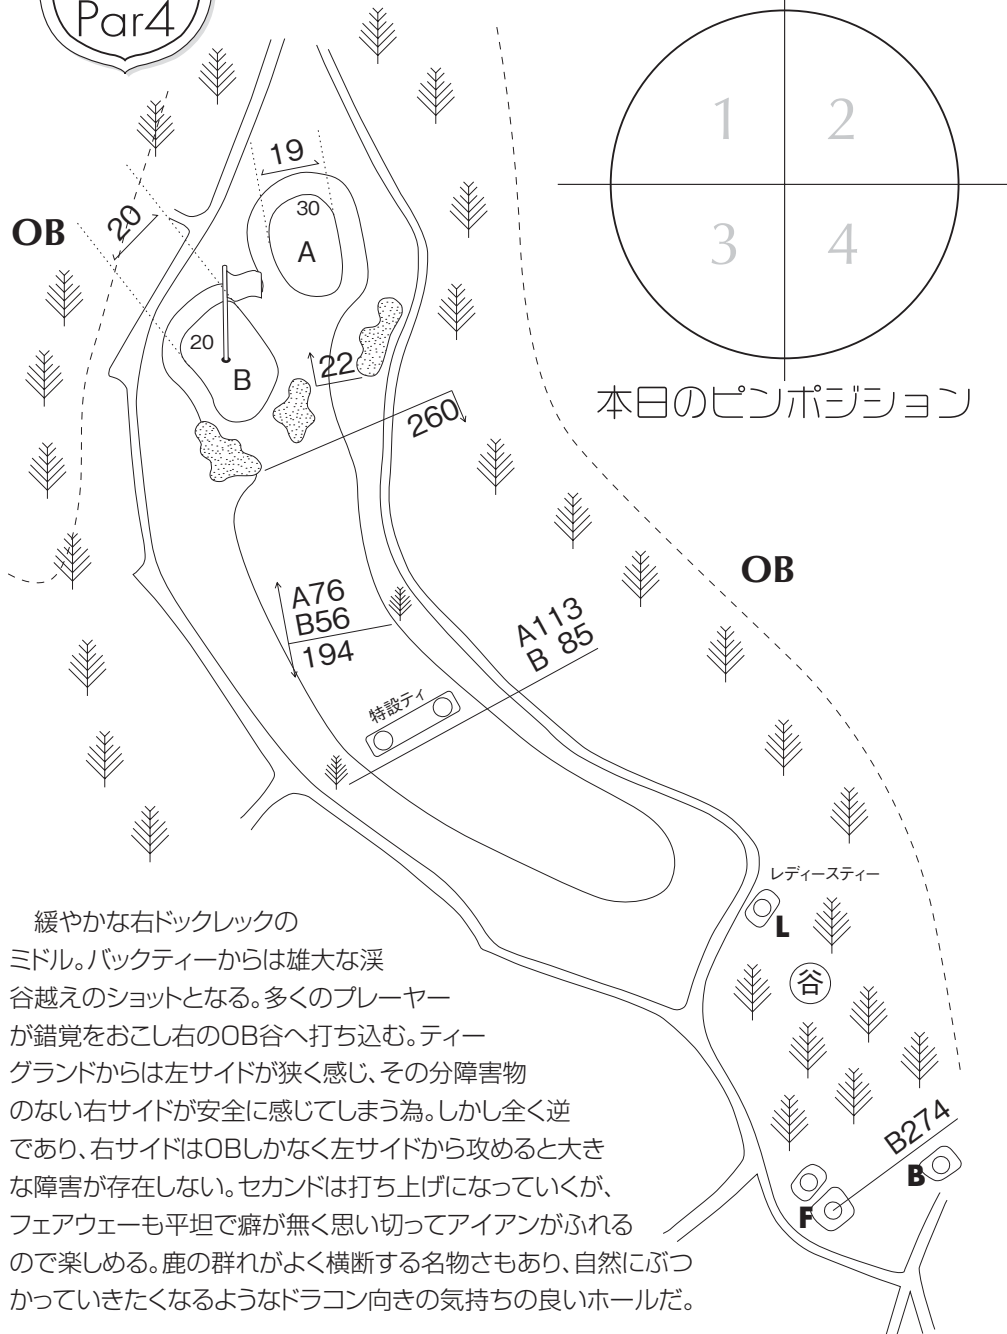 Par4
1
2
3
4
本日のピンポジション
OB
20
19
30
A
20
B
22
260
OB
A76
B56
194
A113
B 85
特設ティ
レディースティー
L
谷
B274
B
F
緩やかな右ドックレックの
ミドル。バックティーからは雄大な渓
谷越えのショットとなる。多くのプレーヤー
が錯覚をおこし右のOB谷へ打ち込む。ティー
グランドからは左サイドが狭く感じ、その分障害物
のない右サイドが安全に感じてしまう為。しかし全く逆
であり、右サイドはOBしかなく左サイドから攻めると大き
な障害が存在しない。セカンドは打ち上げになっていくが、
フェアウェーも平坦で癖が無く思い切ってアイアンがふれる
ので楽しめる。鹿の群れがよく横断する名物さもあり、自然にぶつ
かっていきたくなるようなドラコン向きの気持ちの良いホールだ。